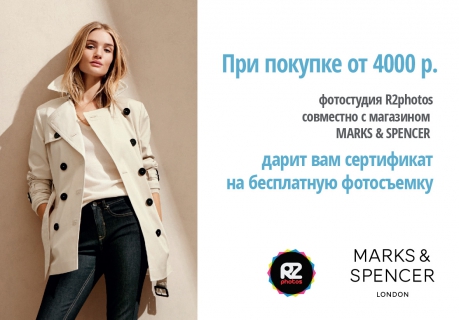 При покупке от 4000 р.
фотостудия R2photos
совместно с магазином
MARKS & SPENCER
дарит вам сертификат
на бесплатную фотосъемку
R2
photos
MARKS &
SPENCER
LONDON